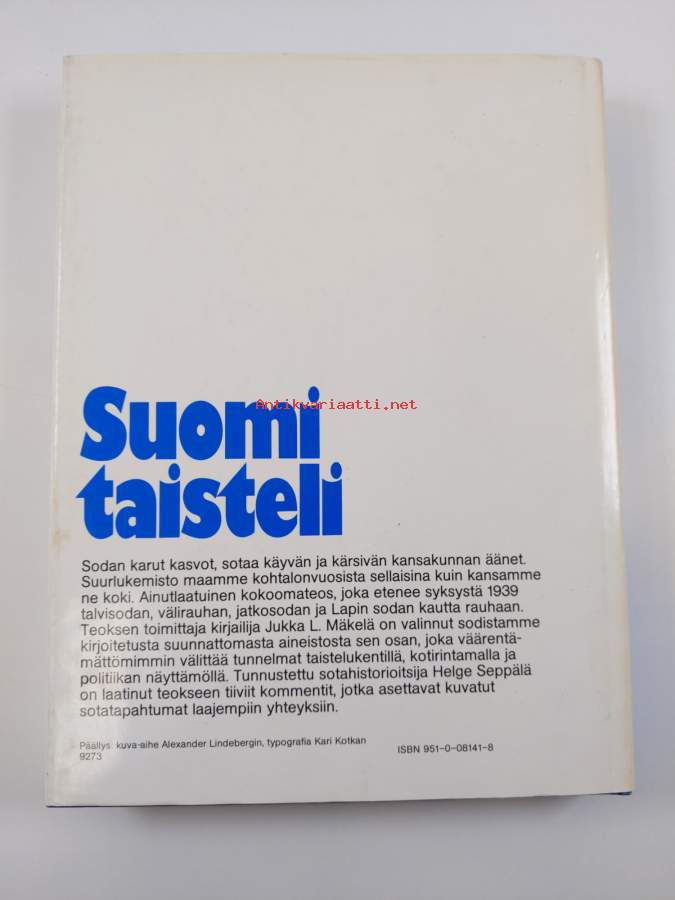 Suomi
Antikvariaatti.net
taisteli
Sodan karut kasvot, sotaa käyvän ja kärsivän kansakunnan äänet.
Suurlukemisto maamme kohtalonvuosista sellaisina kuin kansamme
ne koki. Ainutlaatuinen kokoomateos, joka etenee syksystä 1939
talvisodan, välirauhan, jatkosodan ja Lapin sodan kautta rauhaan.
Teoksen toimittaja kirjailija Jukka L. Mäkelä on valinnut sodistamme
kirjoitetusta suunnattomasta aineistosta sen osan, joka väärentä-
mättömimmin välittää tunnelmat taistelukentillä, kotirintamalla ja
politiikan näyttämöllä. Tunnustettu sotahistorioitsija Helge Seppälä
on laatinut teokseen tiiviit kommentit, jotka asettavat kuvatut
sotatapahtumat laajempiin yhteyksiin.
Päällys: kuva-aihe Alexander Lindebergin, typografia Kari Kotkan
9273
ISBN 951-0-08141-8